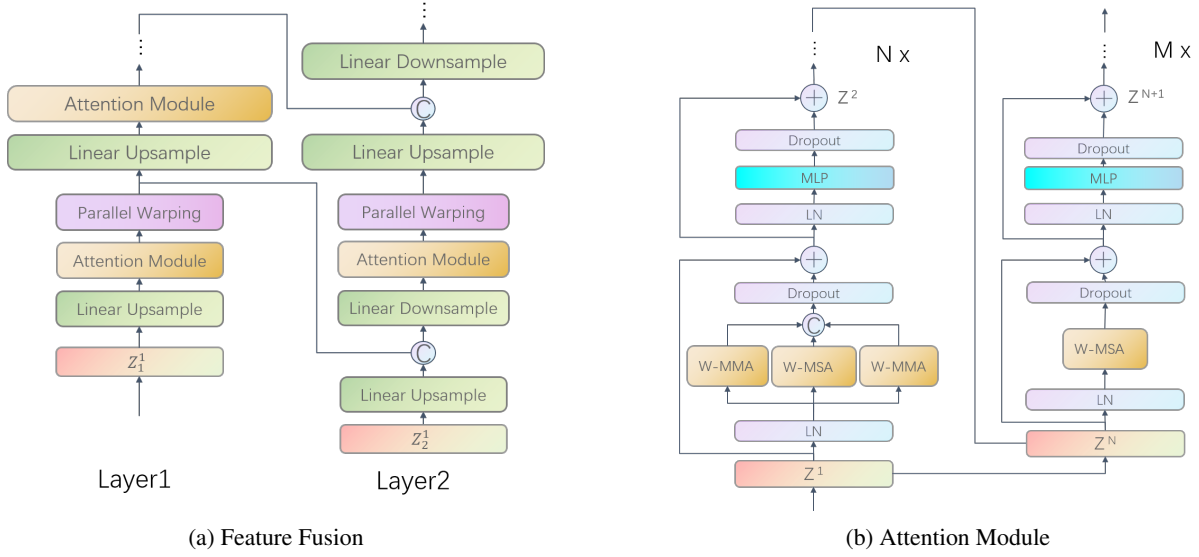 ⋮
Attention Module
Linear Upsample
Parallel Warping
Attention Module
Linear Upsample
Z₁¹
Layer1
⋮
Linear Downsample
C
Linear Upsample
Parallel Warping
Attention Module
Linear Downsample
C
Linear Upsample
Z₂¹
Layer2
(a) Feature Fusion
⋮
N x
+ Z²
Dropout
MLP
LN
+
Dropout
C
W-MMA W-MSA W-MMA
LN
Z¹
⋮
M x
+ Zᴺ⁺¹
Dropout
MLP
LN
+
Dropout
W-MSA
LN
Zᴺ
(b) Attention Module